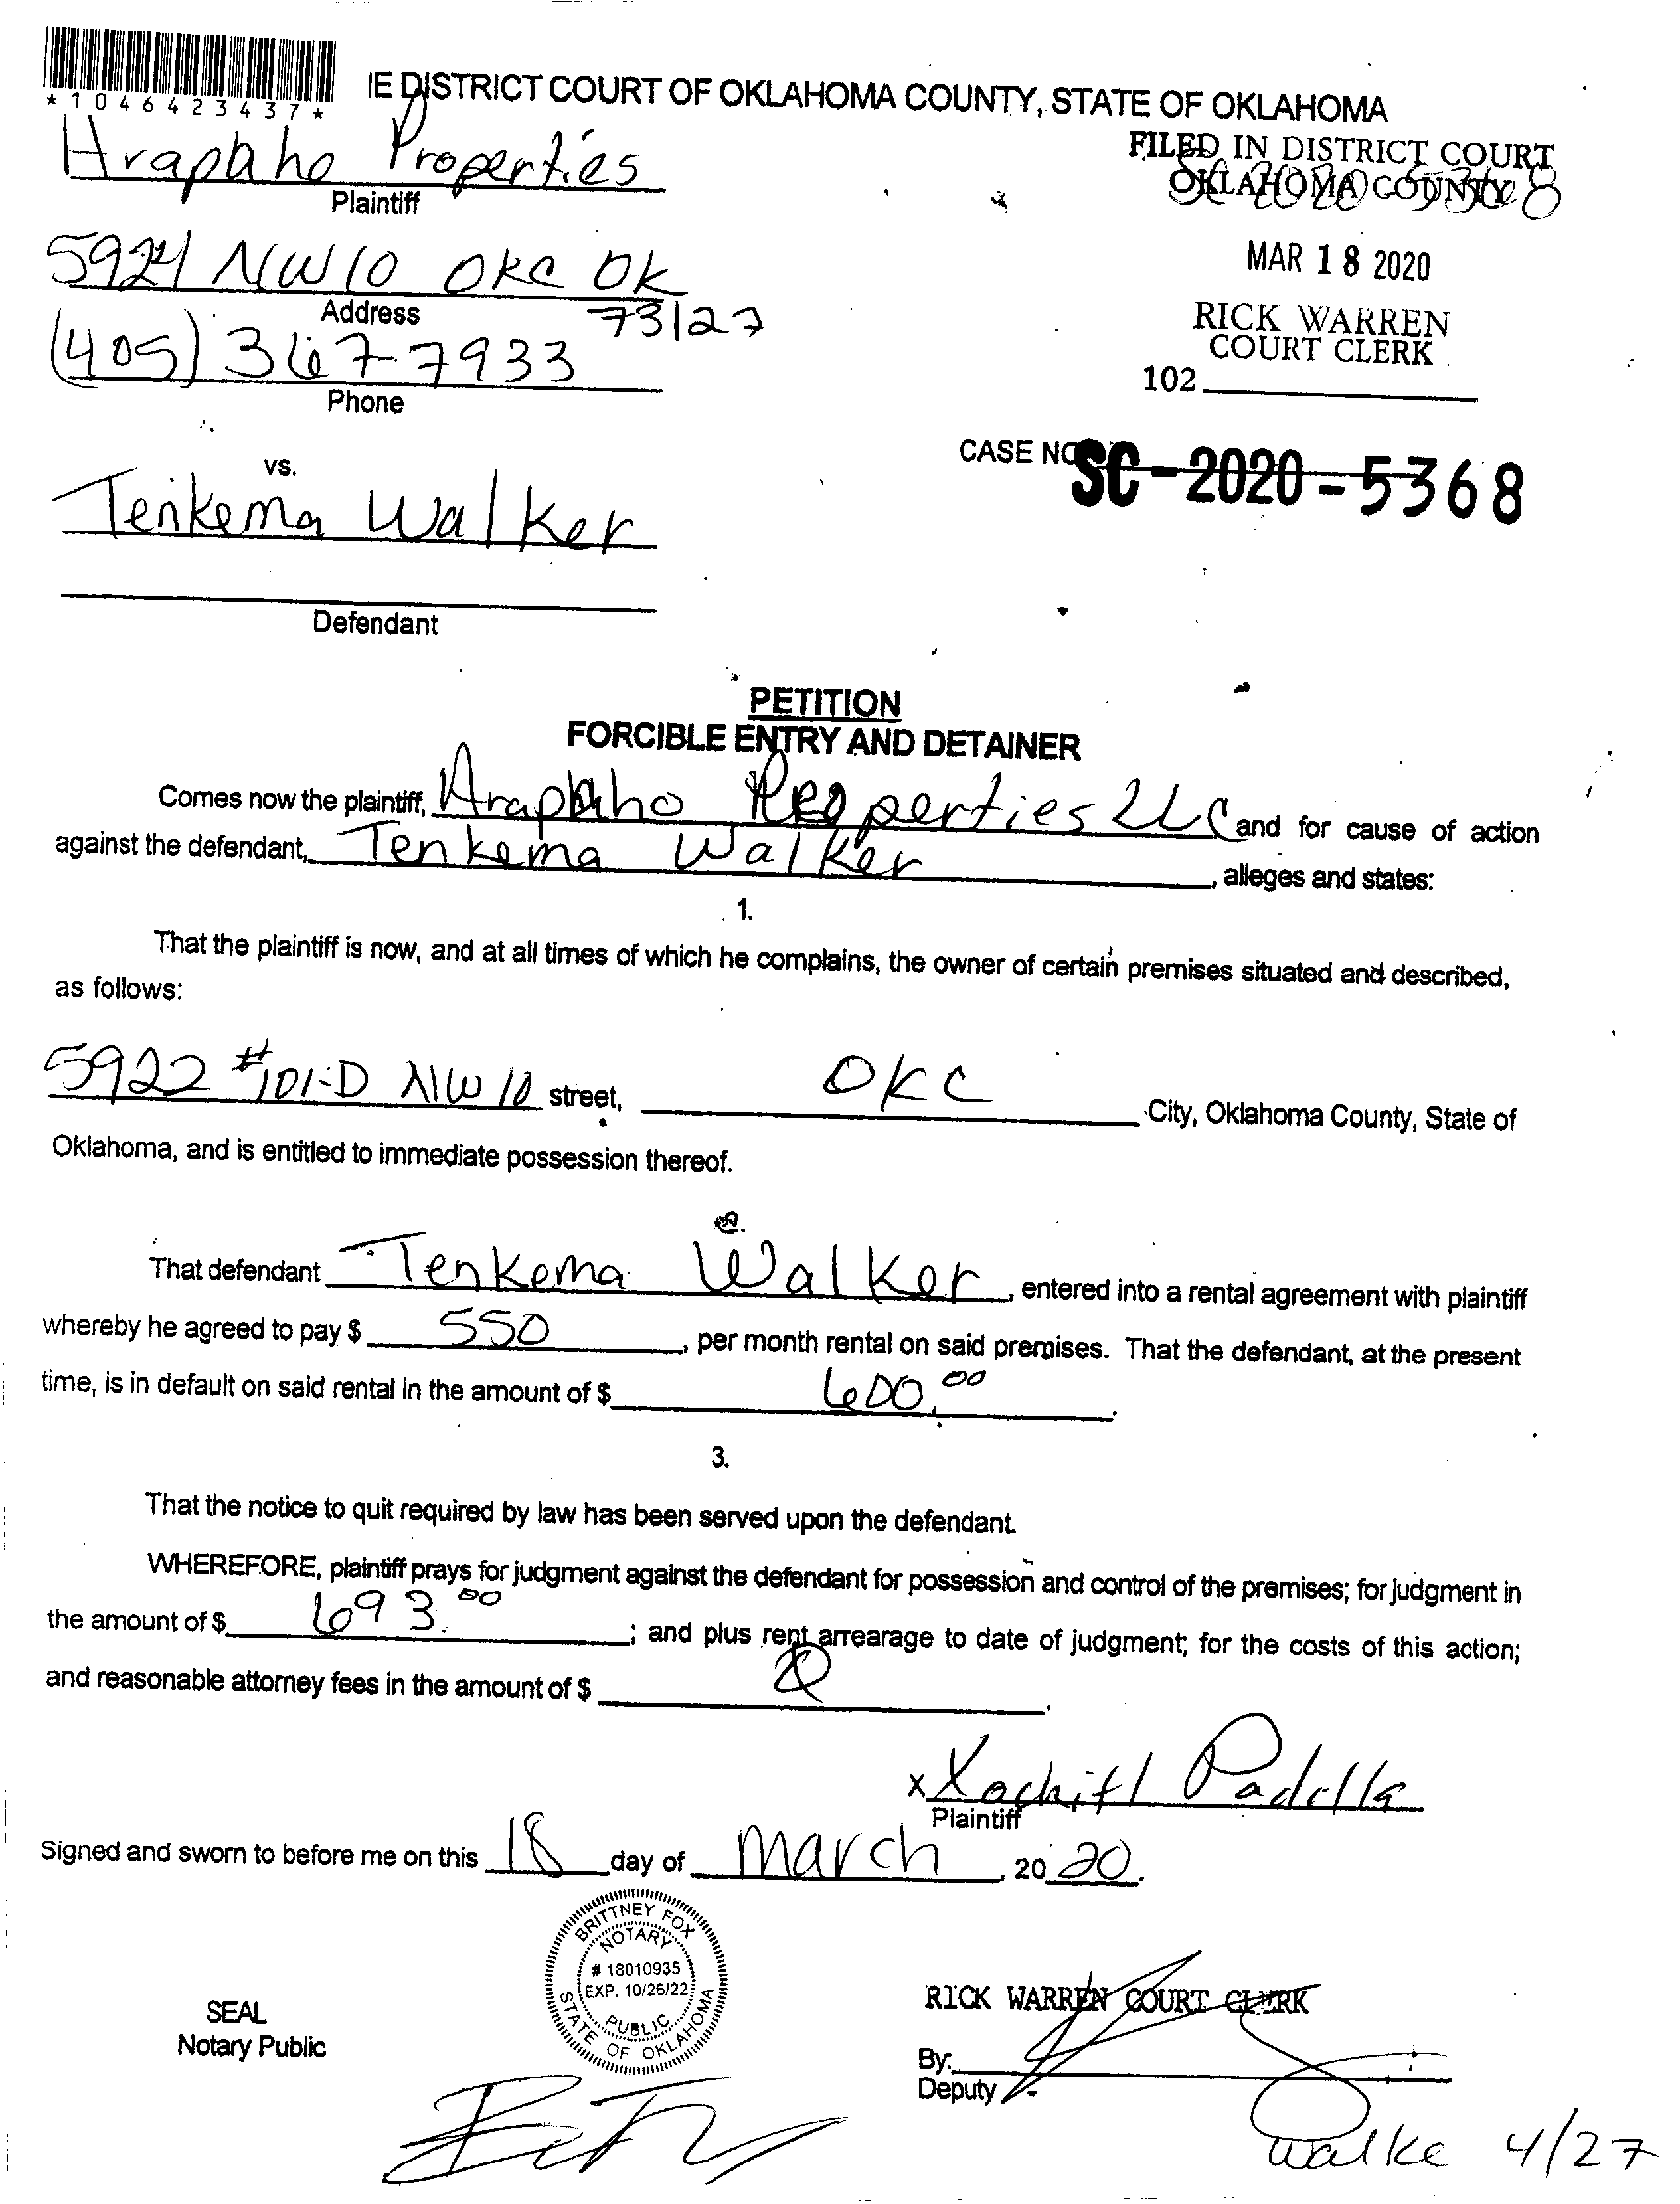 *1046423437*
IE DISTRICT COURT OF OKLAHOMA COUNTY, STATE OF OKLAHOMA
Arapaho Properties
Plaintiff
FILED IN DISTRICT COURT
OKLAHOMA COUNTY
SC 2020 5368
5924 NW 10 OKC OK
73127
Address
MAR 18 2020
(405) 367-7933
Phone
RICK WARREN
COURT CLERK
102
vs.
CASE NO SC-2020-5368
Tenkema Walker
Defendant
PETITION
FORCIBLE ENTRY AND DETAINER
Comes now the plaintiff, Arapaho Properties LLC and for cause of action
against the defendant, Tenkema Walker, alleges and states:
1.
That the plaintiff is now, and at all times of which he complains, the owner of certain premises situated and described,
as follows:
5922 #101-D NW 10 street, OKC City, Oklahoma County, State of
Oklahoma, and is entitled to immediate possession thereof.
2.
That defendant Tenkema Walker, entered into a rental agreement with plaintiff
whereby he agreed to pay $ 550, per month rental on said premises. That the defendant, at the present
time, is in default on said rental in the amount of $ 600.00.
3.
That the notice to quit required by law has been served upon the defendant.
WHEREFORE, plaintiff prays for judgment against the defendant for possession and control of the premises; for judgment in
the amount of $ 693.00; and plus rent arrearage to date of judgment; for the costs of this action;
and reasonable attorney fees in the amount of $ .
x Xochitl Padilla
Plaintiff
Signed and sworn to before me on this 18 day of March, 2020.
BRITTNEY FOX
NOTARY
# 18010935
EXP. 10/26/22
PUBLIC
STATE OF OKLAHOMA
SEAL
Notary Public
RICK WARREN COURT CLERK
By:
Deputy
Walke 4/27